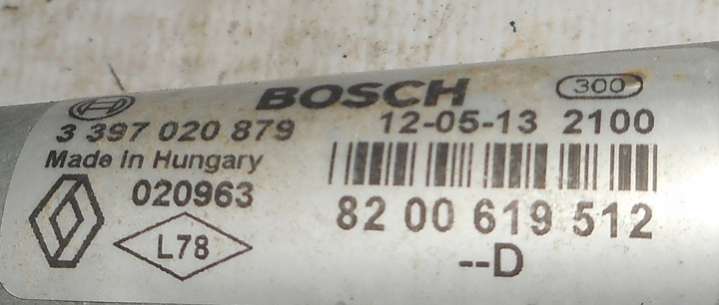 BOSCH 300
3 397 020 879 12-05-13 2100
Made in Hungary
020963 82 00 619 512
L78 --D